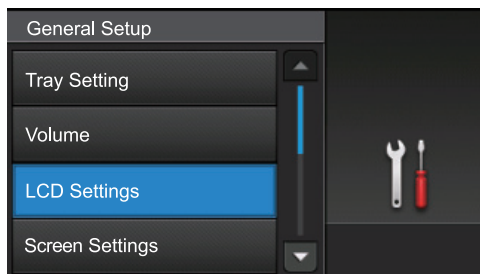 General Setup
Tray Setting
Volume
LCD Settings
Screen Settings